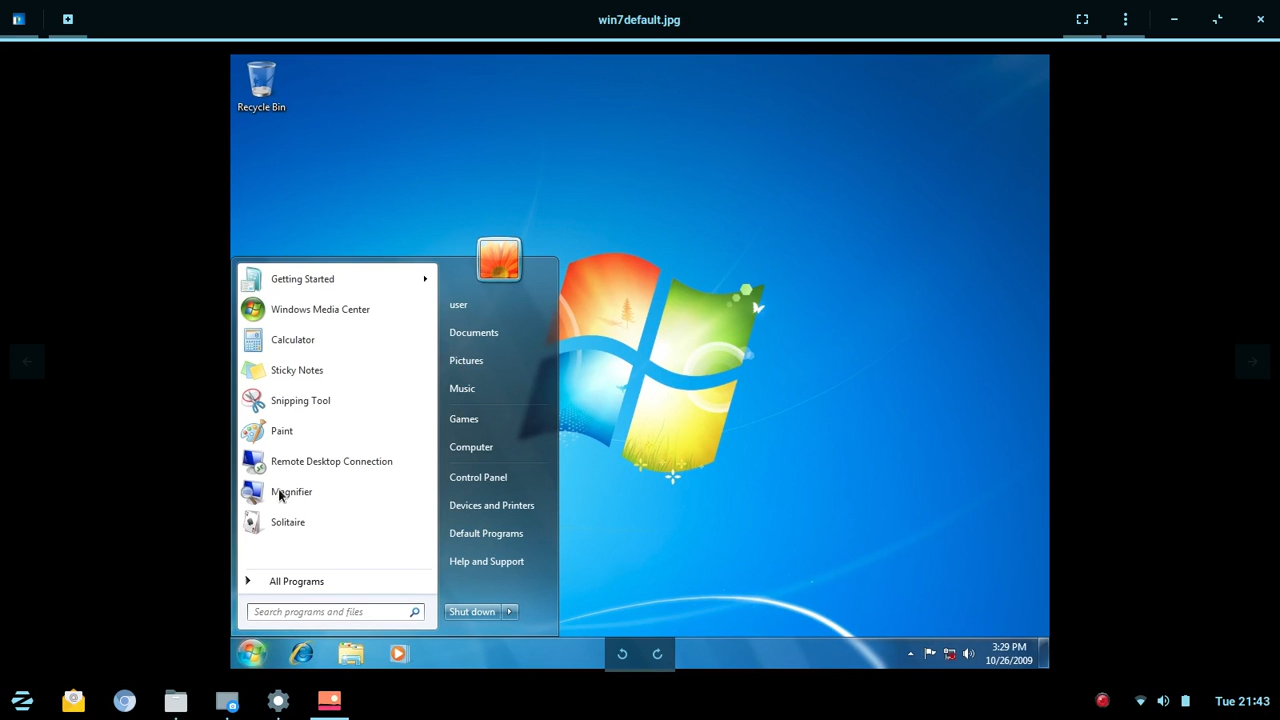 win7default.jpg
Recycle Bin
Getting Started
Windows Media Center
Calculator
Sticky Notes
Snipping Tool
Paint
Remote Desktop Connection
Magnifier
Solitaire
All Programs
Search programs and files
user
Documents
Pictures
Music
Games
Computer
Control Panel
Devices and Printers
Default Programs
Help and Support
Shut down
3:29 PM
10/26/2009
Tue 21:43